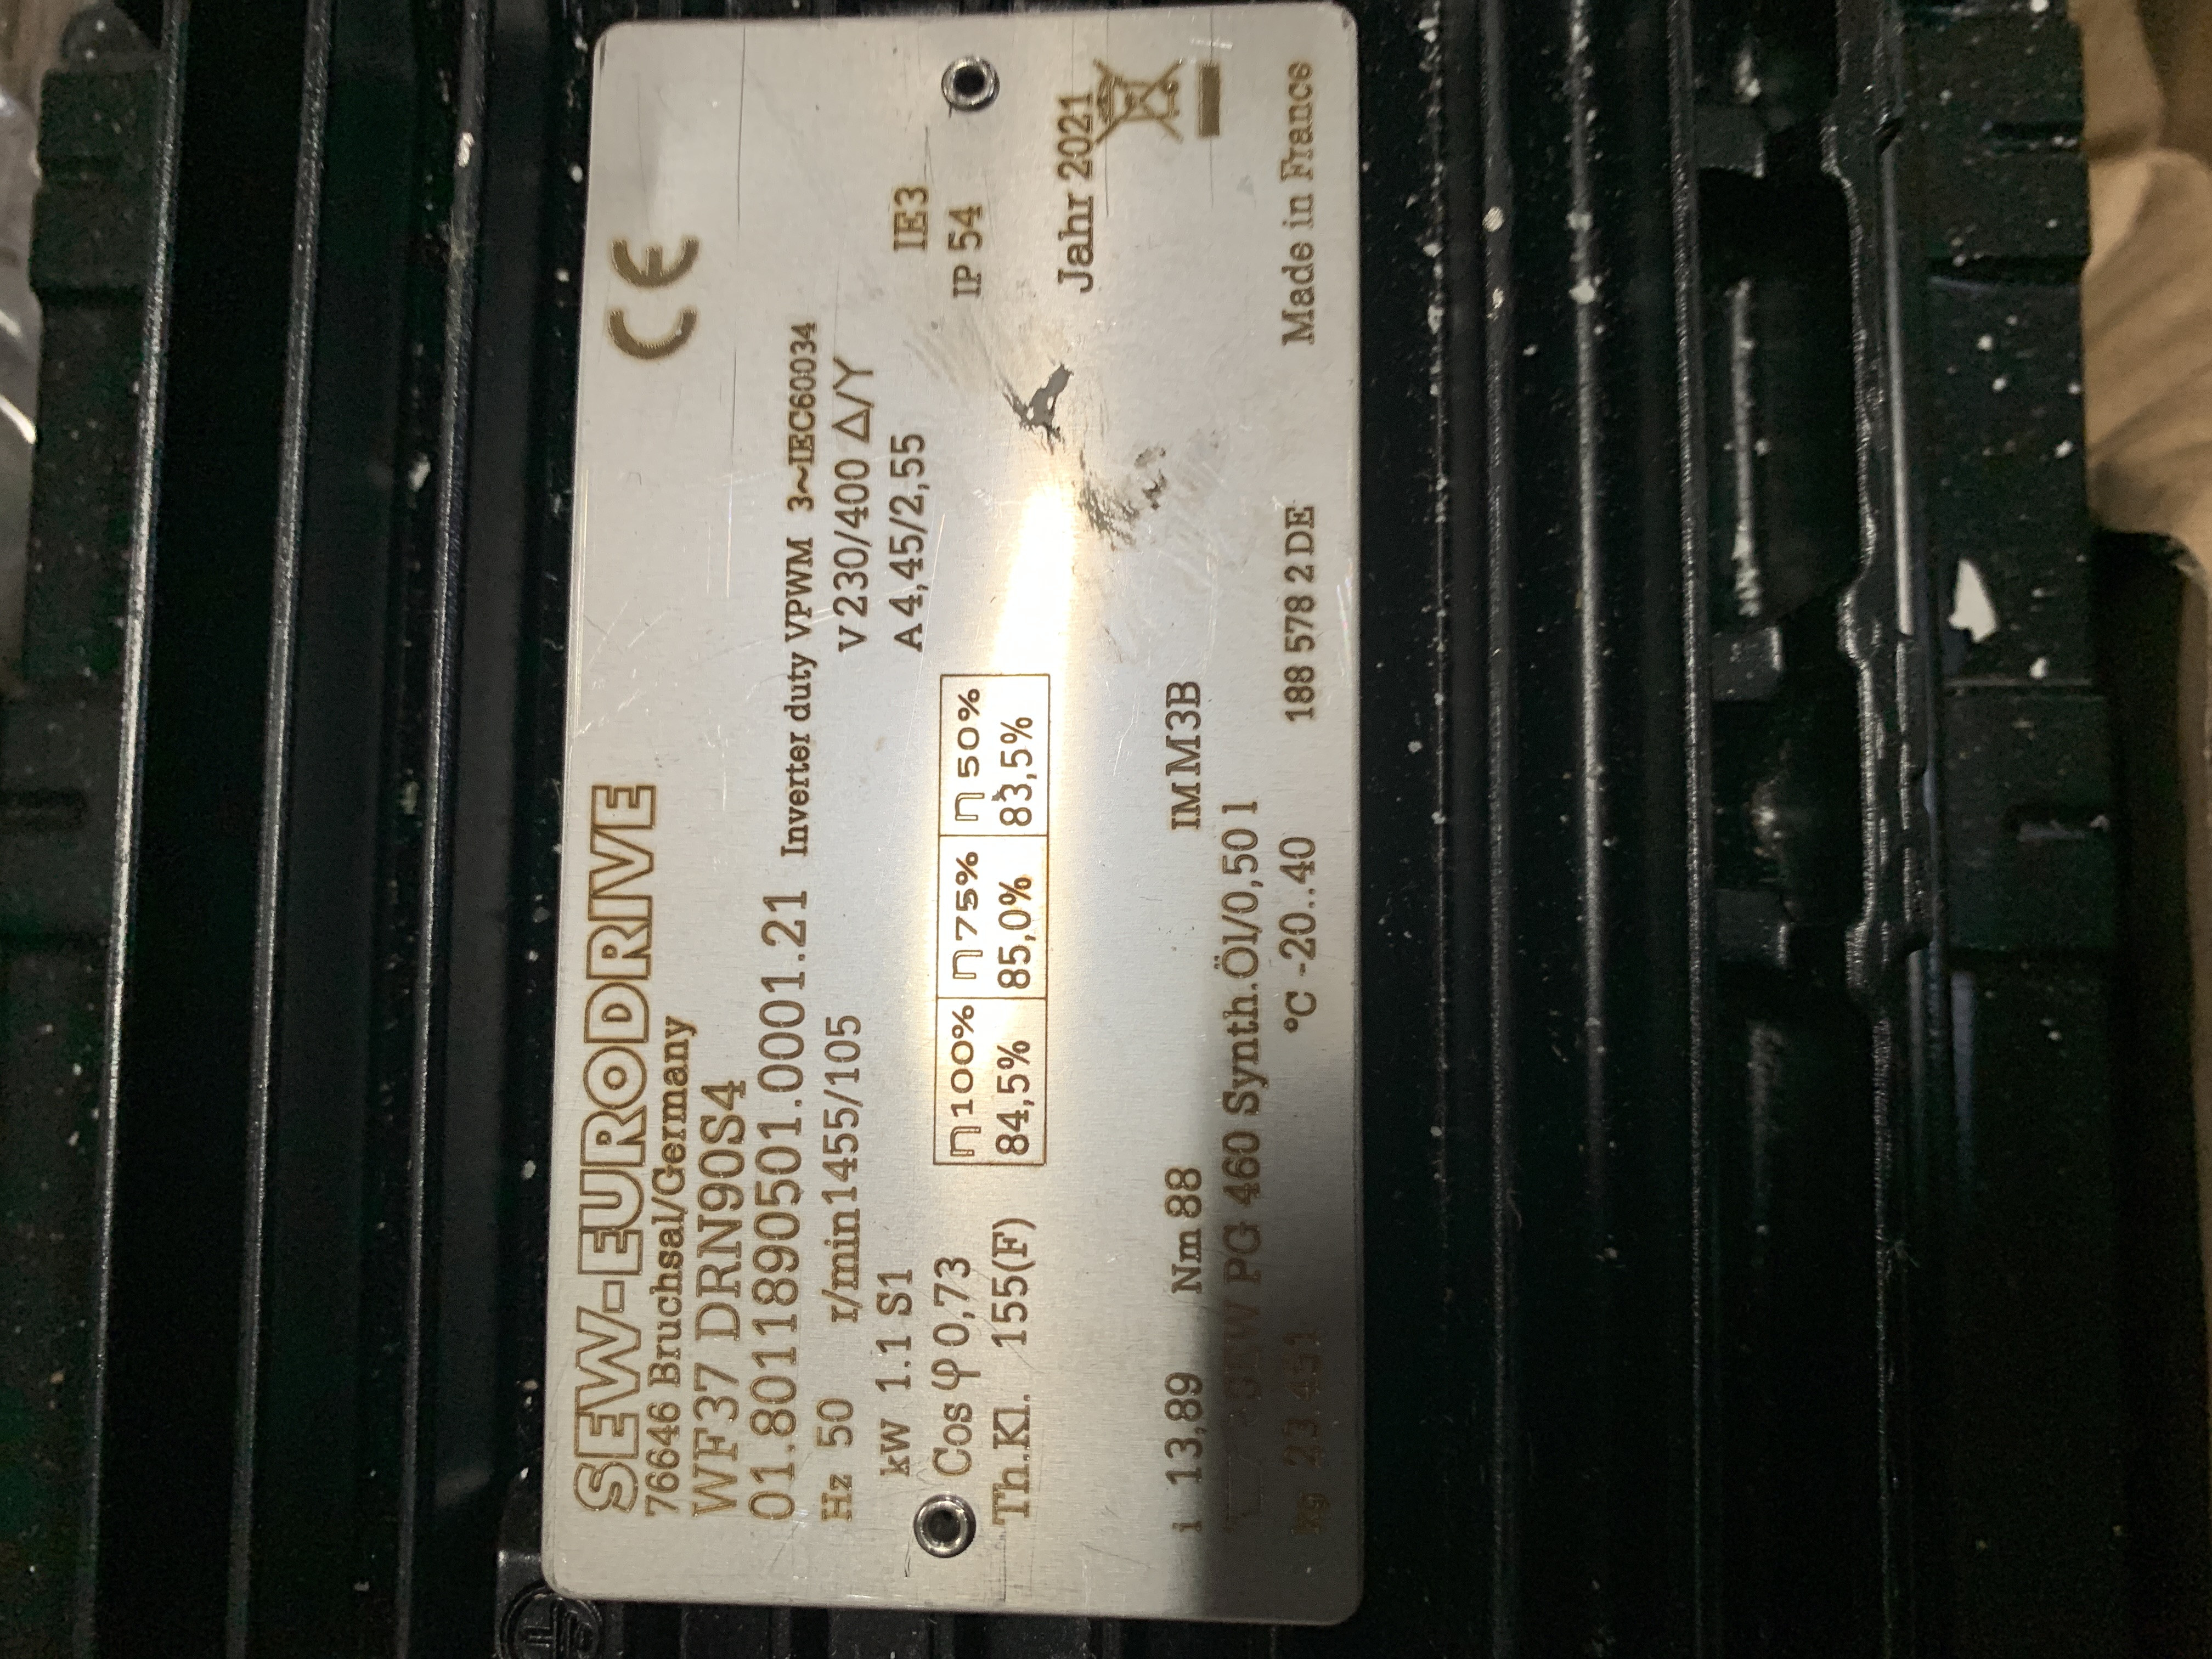 SEW-EURODRIVE
CE
76646 Bruchsal/Germany
WF37 DRN90S4
01.8011890501.0001.21 Inverter duty VPWM 3~IEC60034
Hz 50 r/min 1455/105 V 230/400 Δ/Y
kW 1.1 S1 A 4,45/2,55 IE3
Cos φ 0,73 η100% η75% η50% IP 54
Th.Kl. 155(F) 84,5% 85,0% 83,5%
Jahr 2021
i 13,89 Nm 88 IM M3B
SEW PG 460 Synth.Öl/0,50 l
kg 23.451 °C -20..40 188 578 2 DE Made in France